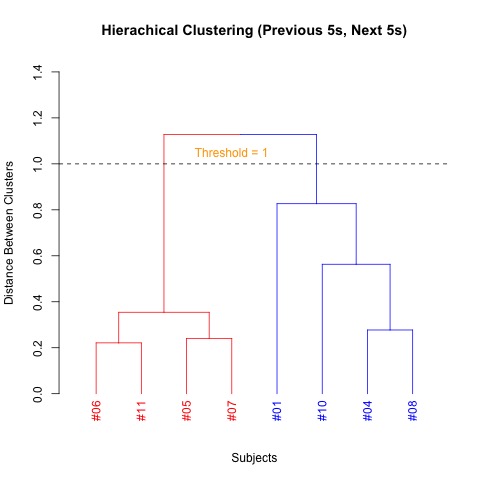 Hierachical Clustering (Previous 5s, Next 5s)
Distance Between Clusters
1.4
1.2
1.0
0.8
0.6
0.4
0.2
0.0
Threshold = 1
#06 #11 #05 #07 #01 #10 #04 #08
Subjects